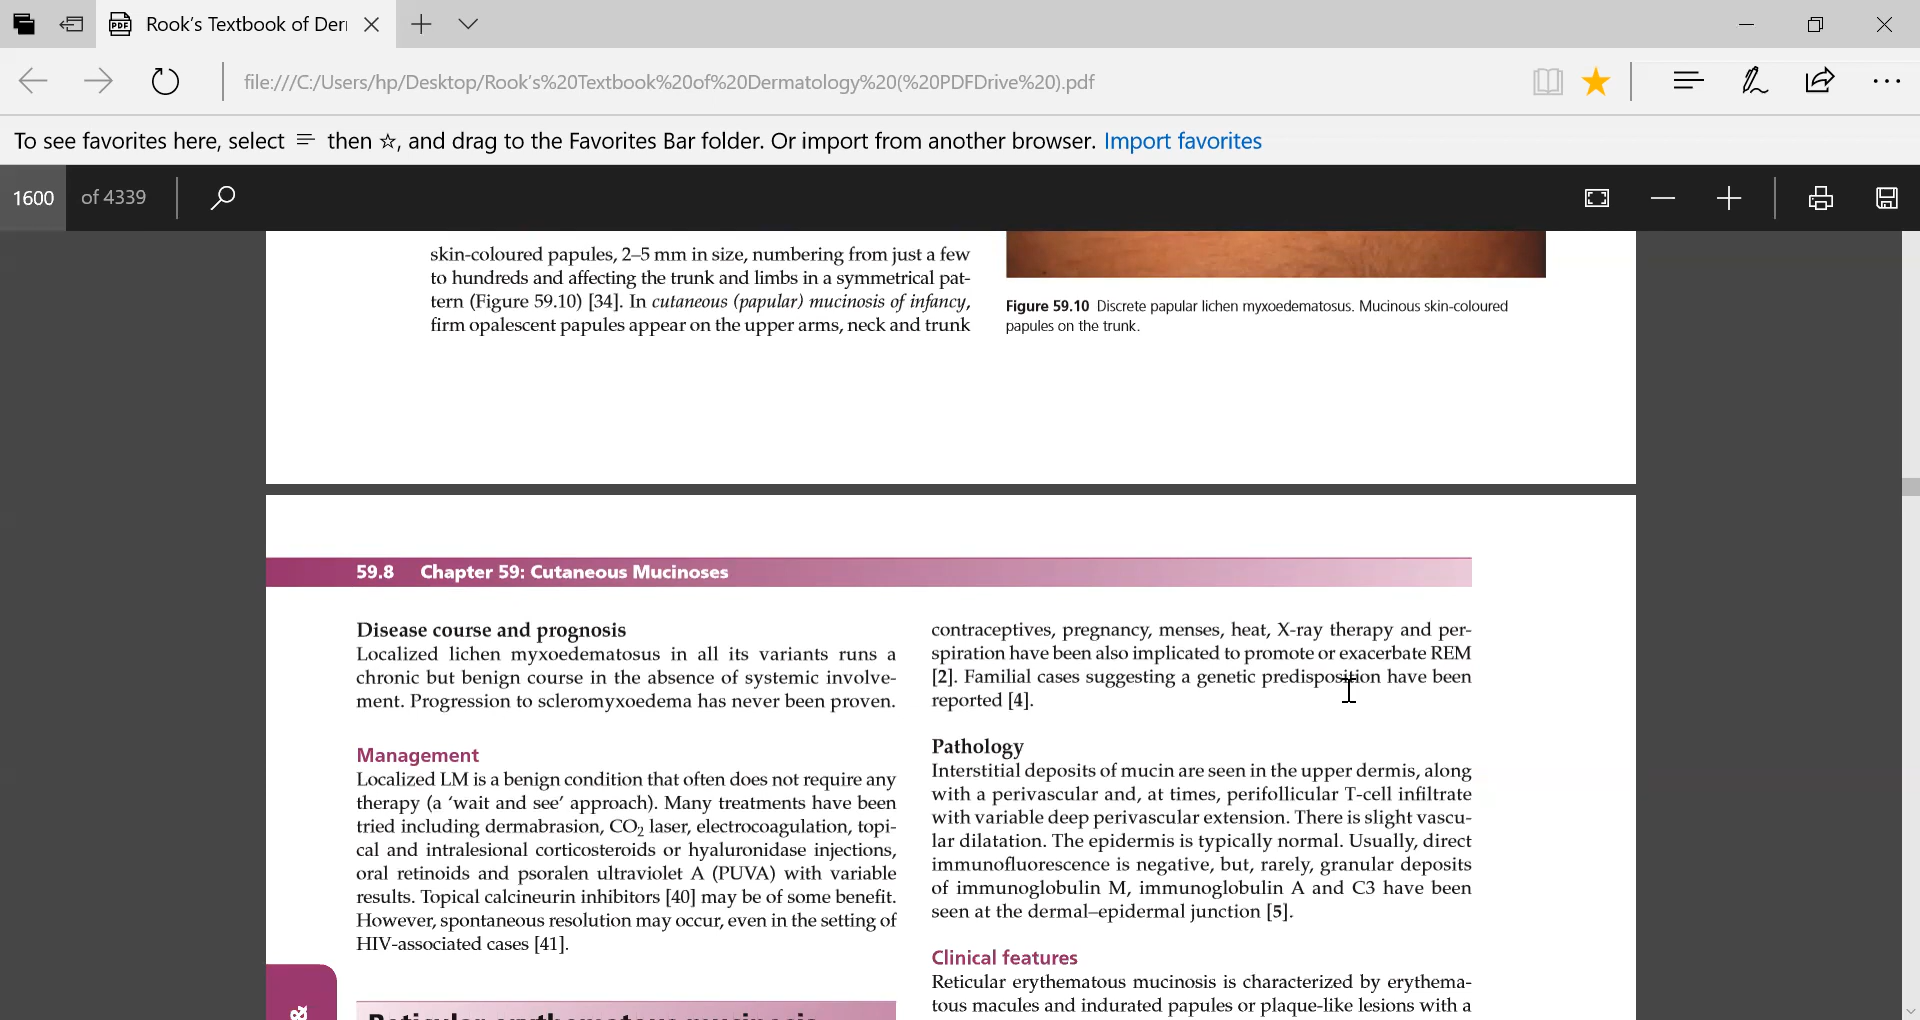 Rook's Textbook of Der
file:///C:/Users/hp/Desktop/Rook's%20Textbook%20of%20Dermatology%20(%20PDFDrive%20).pdf
To see favorites here, select then ☆, and drag to the Favorites Bar folder. Or import from another browser. Import favorites
1600 of 4339
skin-coloured papules, 2–5 mm in size, numbering from just a few
to hundreds and affecting the trunk and limbs in a symmetrical pat-
tern (Figure 59.10) [34]. In cutaneous (papular) mucinosis of infancy,
firm opalescent papules appear on the upper arms, neck and trunk
Figure 59.10 Discrete papular lichen myxoedematosus. Mucinous skin-coloured
papules on the trunk.
59.8 Chapter 59: Cutaneous Mucinoses
Disease course and prognosis
Localized lichen myxoedematosus in all its variants runs a
chronic but benign course in the absence of systemic involve-
ment. Progression to scleromyxoedema has never been proven.
Management
Localized LM is a benign condition that often does not require any
therapy (a 'wait and see' approach). Many treatments have been
tried including dermabrasion, CO₂ laser, electrocoagulation, topi-
cal and intralesional corticosteroids or hyaluronidase injections,
oral retinoids and psoralen ultraviolet A (PUVA) with variable
results. Topical calcineurin inhibitors [40] may be of some benefit.
However, spontaneous resolution may occur, even in the setting of
HIV-associated cases [41].
&
Reticular erythematous mucinosis
contraceptives, pregnancy, menses, heat, X-ray therapy and per-
spiration have been also implicated to promote or exacerbate REM
[2]. Familial cases suggesting a genetic predisposition have been
reported [4].
Pathology
Interstitial deposits of mucin are seen in the upper dermis, along
with a perivascular and, at times, perifollicular T-cell infiltrate
with variable deep perivascular extension. There is slight vascu-
lar dilatation. The epidermis is typically normal. Usually, direct
immunofluorescence is negative, but, rarely, granular deposits
of immunoglobulin M, immunoglobulin A and C3 have been
seen at the dermal–epidermal junction [5].
Clinical features
Reticular erythematous mucinosis is characterized by erythema-
tous macules and indurated papules or plaque-like lesions with a